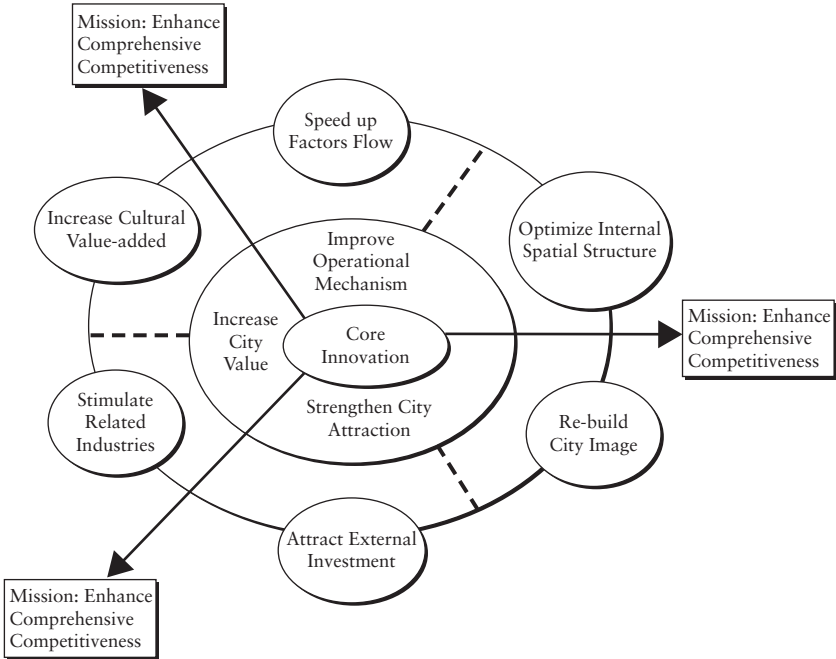 Mission: Enhance
Comprehensive
Competitiveness
Speed up
Factors Flow
Increase Cultural
Value-added
Optimize Internal
Spatial Structure
Improve
Operational
Mechanism
Increase
City
Value
Core
Innovation
Mission: Enhance
Comprehensive
Competitiveness
Strengthen City
Attraction
Stimulate
Related
Industries
Re-build
City Image
Attract External
Investment
Mission: Enhance
Comprehensive
Competitiveness